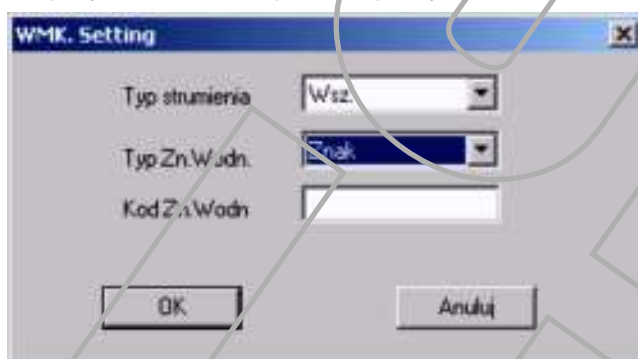 WMK. Setting
Typ strumienia Wsz.
Typ Zn.Wodn. Znak
Kod Zn.Wodn
OK Anuluj